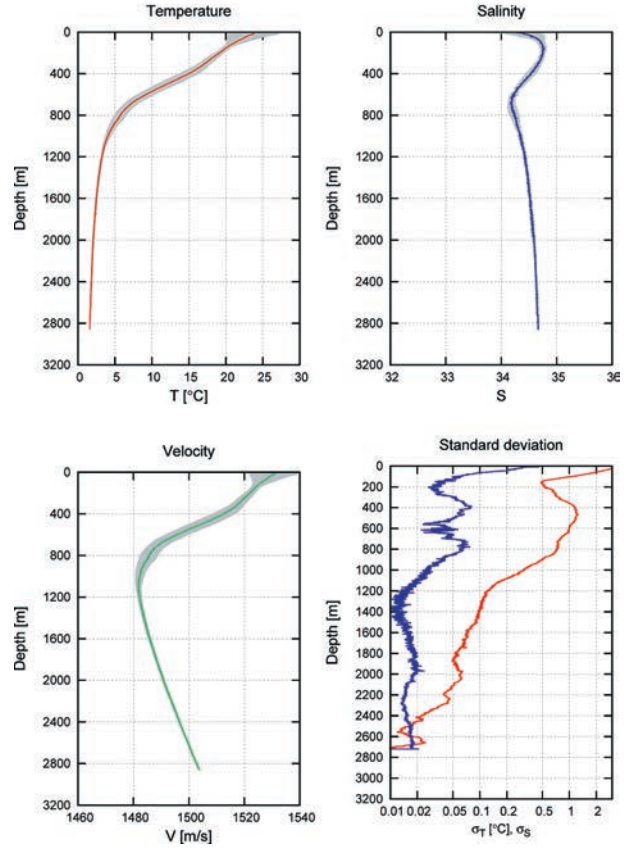 Temperature
0
400
800
1200
1600
2000
2400
2800
3200
Depth [m]
0 5 10 15 20 25 30
T [°C]
Salinity
0
400
800
1200
1600
2000
2400
2800
3200
Depth [m]
32 33 34 35 36
S
Velocity
0
400
800
1200
1600
2000
2400
2800
3200
Depth [m]
1460 1480 1500 1520 1540
V [m/s]
Standard deviation
0
200
400
600
800
1000
1200
1400
1600
1800
2000
2200
2400
2600
2800
3000
3200
Depth [m]
0.01 0.02 0.05 0.1 0.2 0.5 1 2
σT [°C], σS